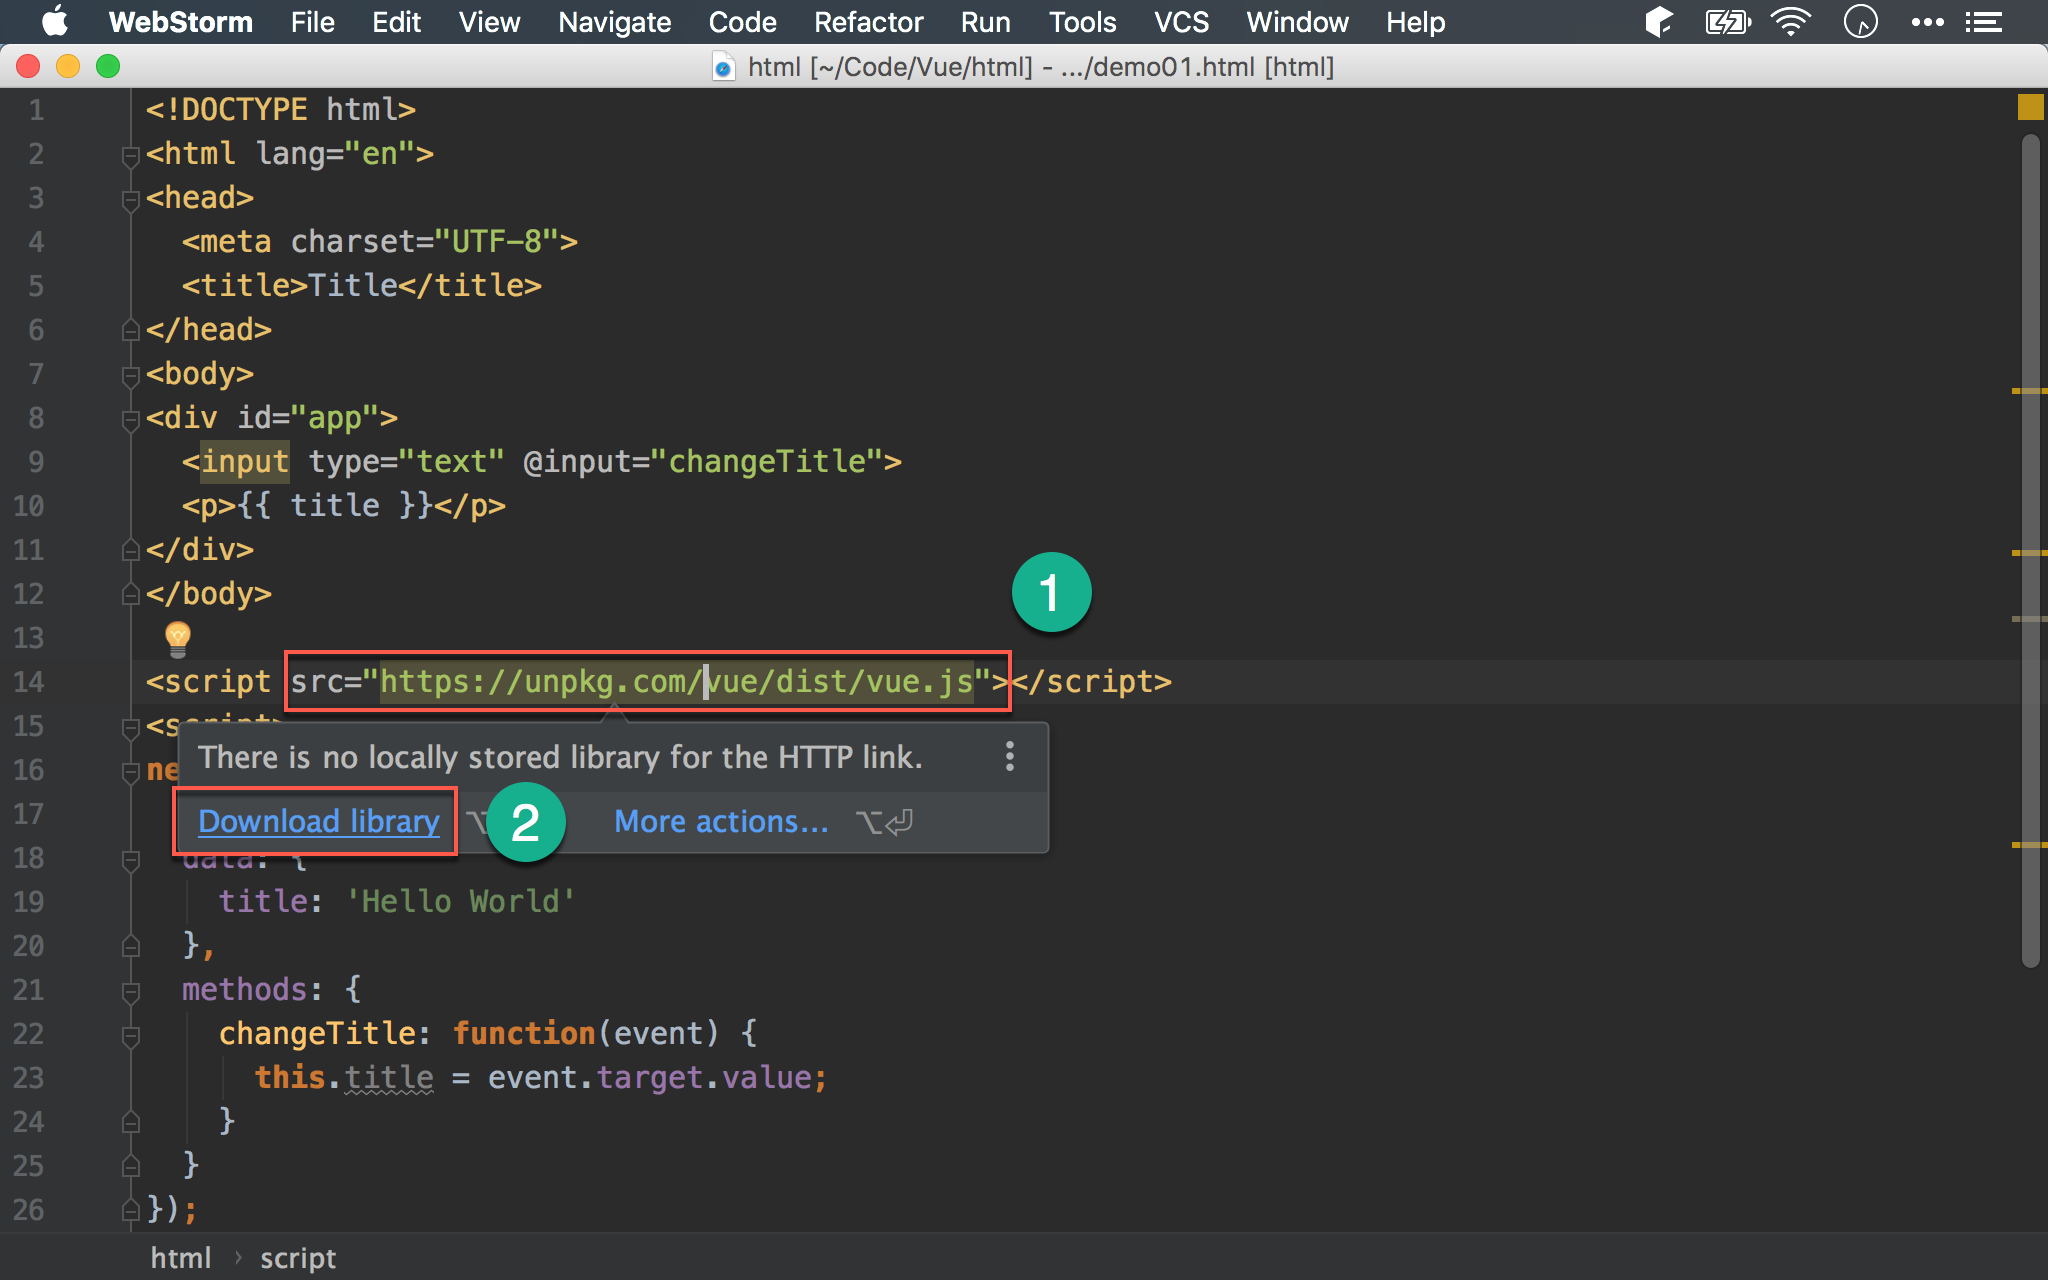 WebStorm File Edit View Navigate Code Refactor Run Tools VCS Window Help
html [~/Code/Vue/html] - .../demo01.html [html]
1 <!DOCTYPE html>
2 <html lang="en">
3 <head>
4 <meta charset="UTF-8">
5 <title>Title</title>
6 </head>
7 <body>
8 <div id="app">
9 <input type="text" @input="changeTitle">
10 <p>{{ title }}</p>
11 </div>
12 </body>
1
13
14 <script src="https://unpkg.com/vue/dist/vue.js"></script>
15 <s
There is no locally stored library for the HTTP link.
16 ne
17
Download library ⌥ 2 More actions... ⌥⏎
18 data: {
19 title: 'Hello World'
20 },
21 methods: {
22 changeTitle: function(event) {
23 this.title = event.target.value;
24 }
25 }
26 });
html › script